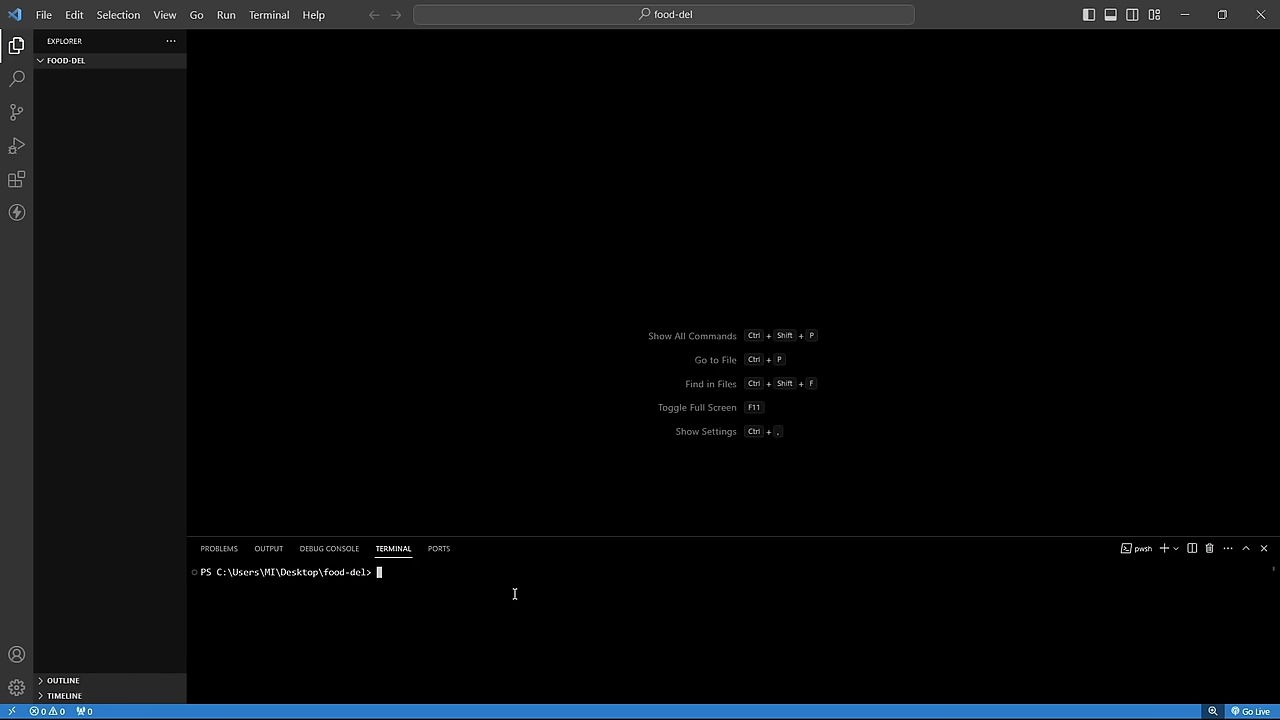 File Edit Selection View Go Run Terminal Help
food-del
EXPLORER
FOOD-DEL
Show All Commands Ctrl + Shift + P
Go to File Ctrl + P
Find in Files Ctrl + Shift + F
Toggle Full Screen F11
Show Settings Ctrl + ,
PROBLEMS OUTPUT DEBUG CONSOLE TERMINAL PORTS
pwsh
PS C:\Users\MI\Desktop\food-del>
OUTLINE
TIMELINE
0 0 0
Go Live